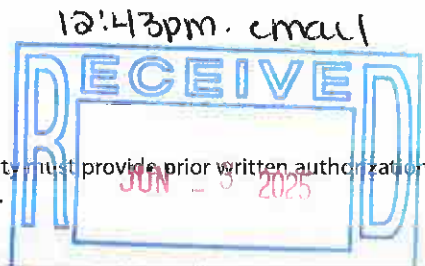 12:43pm. email
RECEIVED
ty must provide prior written authorization
JUN - 3 2025